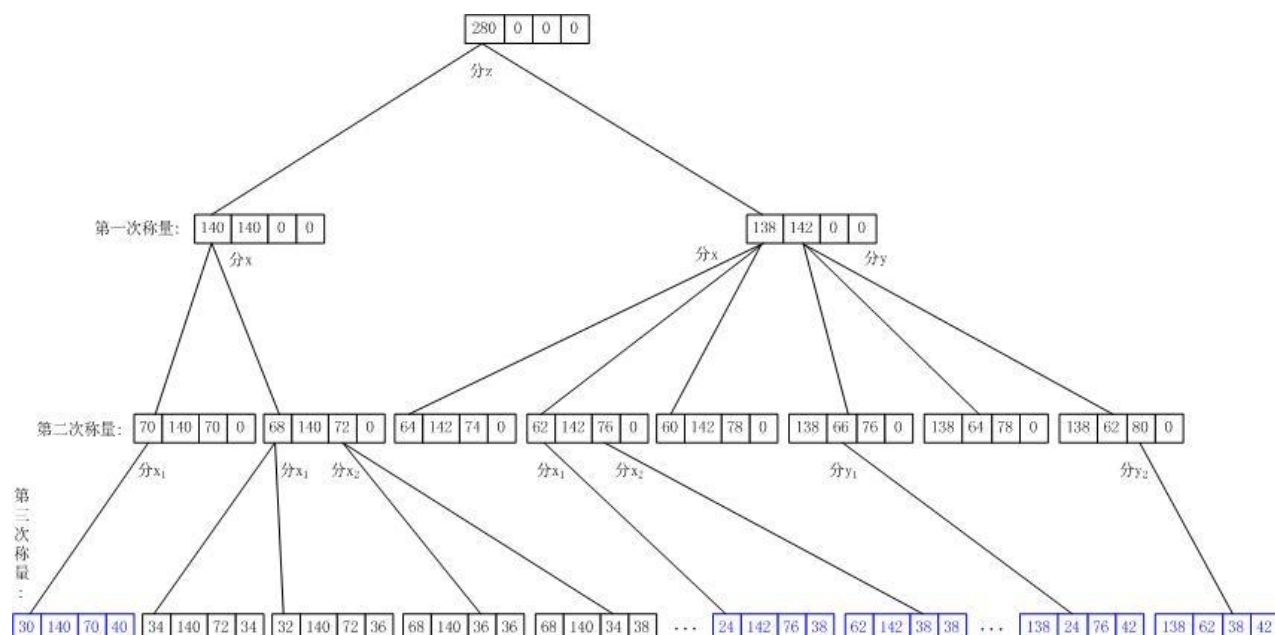 280 0 0 0
分z
第一次称量: 140 140 0 0 138 142 0 0
分x 分x 分y
第二次称量: 70 140 70 0 68 140 72 0 64 142 74 0 62 142 76 0 60 142 78 0 138 66 76 0 138 64 78 0 138 62 80 0
分x₁ 分x₁ 分x₂ 分x₁ 分x₂ 分y₁ 分y₂
第三次称量:
30 140 70 40 34 140 72 34 32 140 72 36 68 140 36 36 68 140 34 38 ... 24 142 76 38 62 142 38 38 ... 138 24 76 42 138 62 38 42